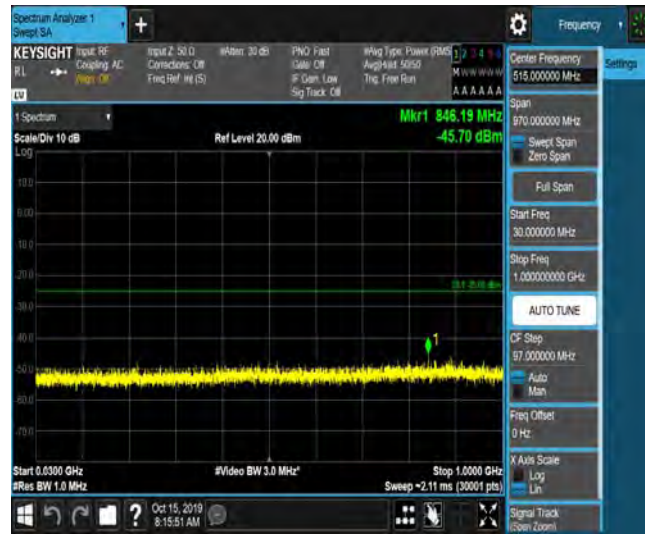 Spectrum Analyzer 1
Swept SA
+
Frequency
KEYSIGHT
Input: RF
Coupling: AC
Align: Off
Input Z: 50 Ω
Corrections: Off
Freq Ref: Int (S)
#Atten: 30 dB
PNO: Fast
Gate: Off
IF Gain: Low
Sig Track: Off
#Avg Type: Power (RMS
Avg|Hold: 50/50
Trig: Free Run
1 2 3 4 5 6
M W W W W W
A A A A A A
RL
Settings
1 Spectrum
Scale/Div 10 dB
Log
Ref Level 20.00 dBm
Mkr1 846.19 MHz
-45.70 dBm
10.0
0.00
-10.0
-20.0
-30.0
-40.0
-50.0
-60.0
-70.0
1
Start 0.0300 GHz
#Res BW 1.0 MHz
#Video BW 3.0 MHz*
Stop 1.0000 GHz
Sweep ~2.11 ms (30001 pts)
Center Frequency
515.000000 MHz
Span
970.000000 MHz
Swept Span
Zero Span
Full Span
Start Freq
30.000000 MHz
Stop Freq
1.000000000 GHz
AUTO TUNE
CF Step
97.000000 MHz
Auto
Man
Freq Offset
0 Hz
X Axis Scale
Log
Lin
Signal Track
(Span Zoom)
?
Oct 15, 2019
8:15:51 AM